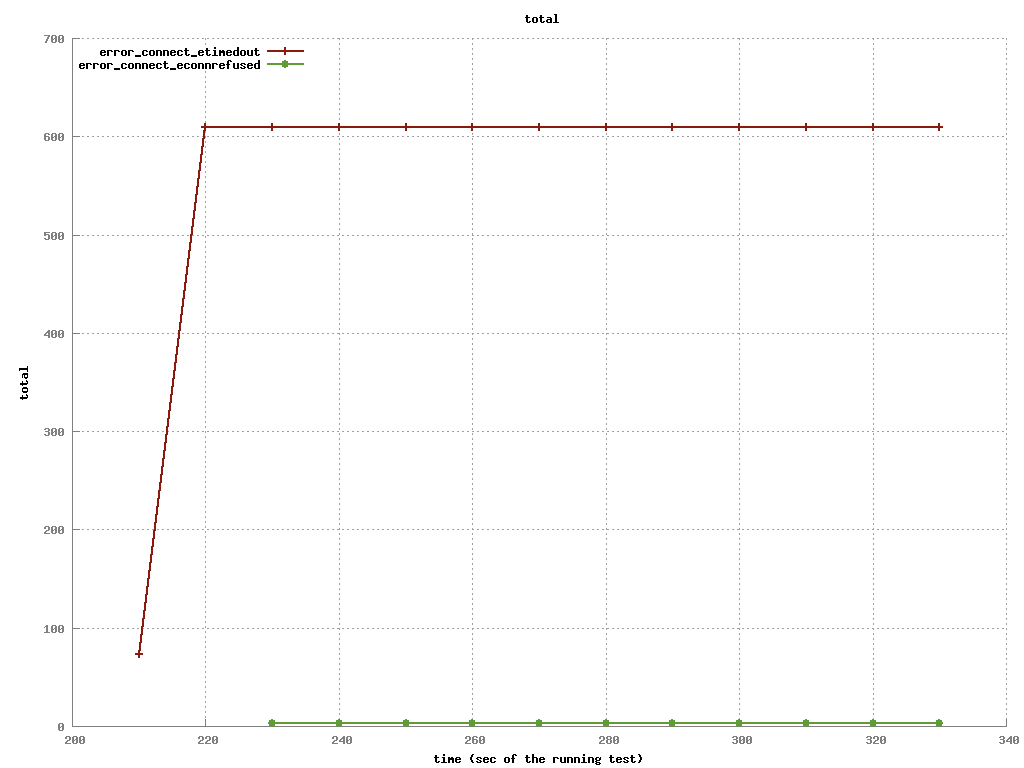 total
700
error_connect_etimedout
error_connect_econnrefused
600
500
400
total
300
200
100
0
200 220 240 260 280 300 320 340
time (sec of the running test)